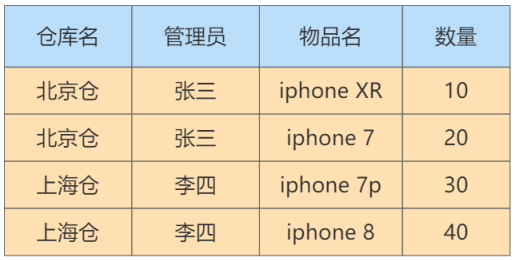 仓库名 管理员 物品名 数量
北京仓 张三 iphone XR 10
北京仓 张三 iphone 7 20
上海仓 李四 iphone 7p 30
上海仓 李四 iphone 8 40